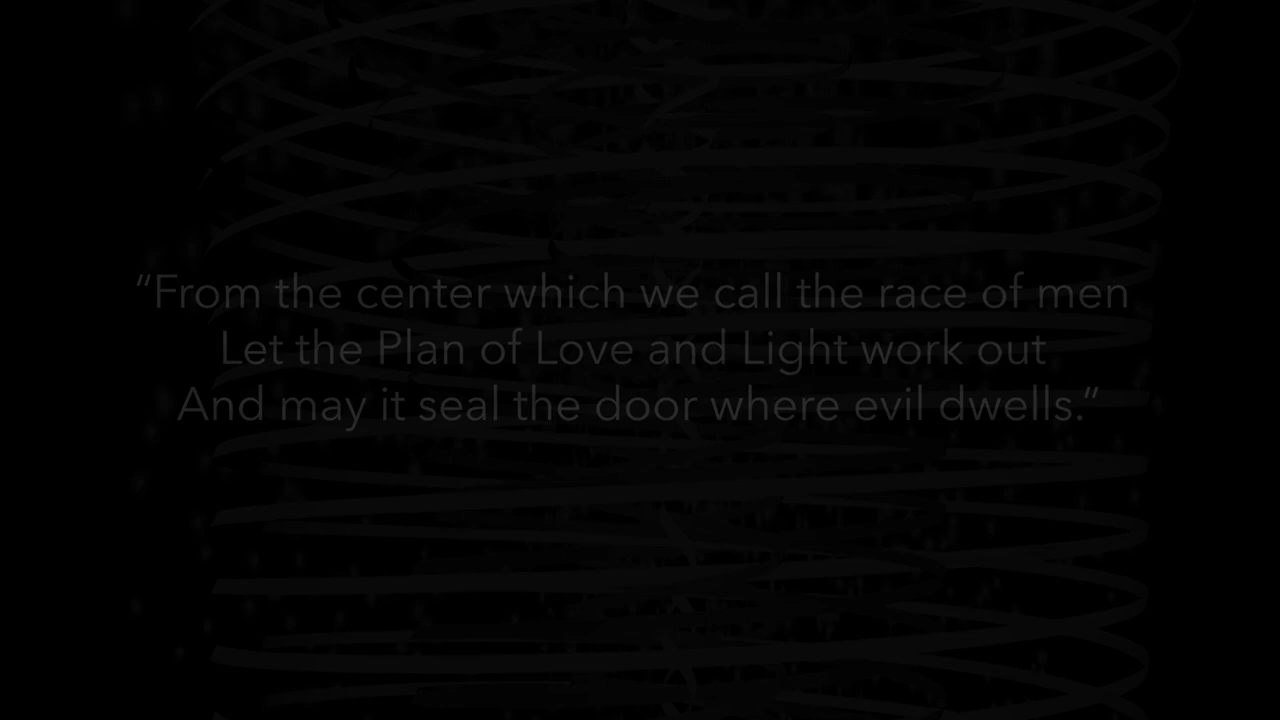 “From the center which we call the race of men
Let the Plan of Love and Light work out
And may it seal the door where evil dwells.”